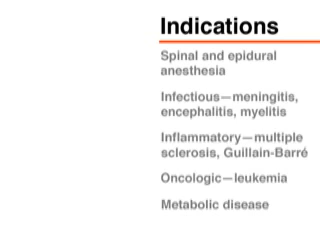 Indications
Spinal and epidural
anesthesia
Infectious—meningitis,
encephalitis, myelitis
Inflammatory—multiple
sclerosis, Guillain-Barré
Oncologic—leukemia
Metabolic disease